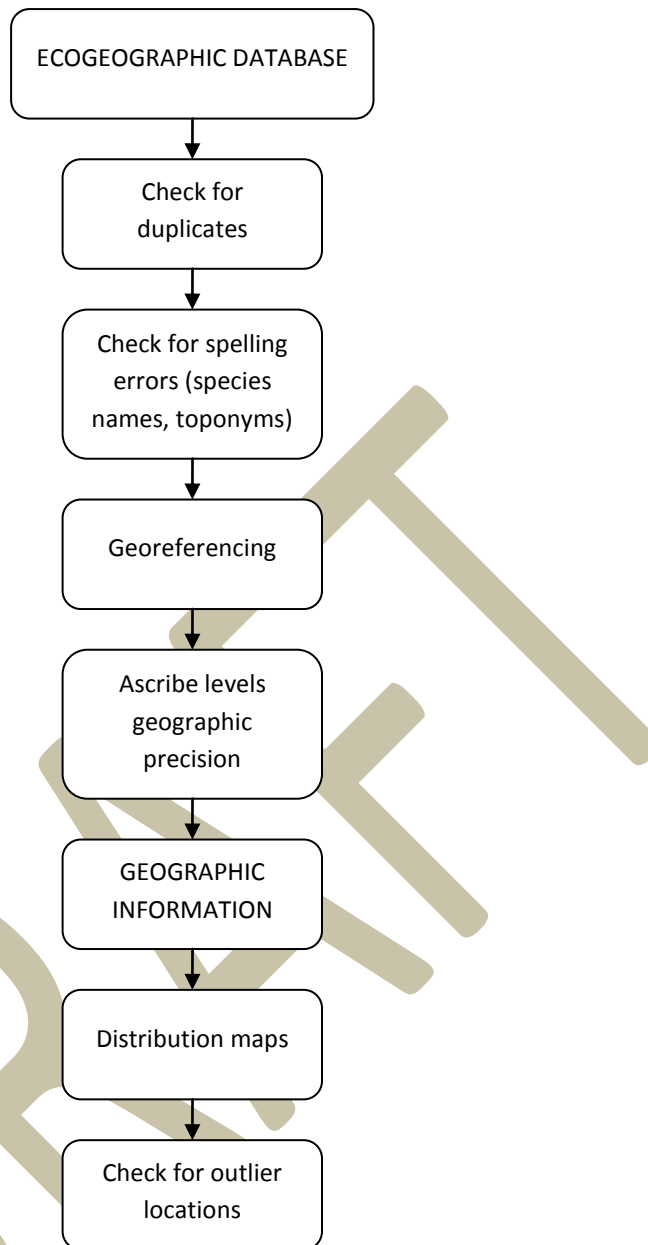 ECOGEOGRAPHIC DATABASE
Check for
duplicates
Check for spelling
errors (species
names, toponyms)
Georeferencing
Ascribe levels
geographic
precision
GEOGRAPHIC
INFORMATION
Distribution maps
Check for outlier
locations
RAFT